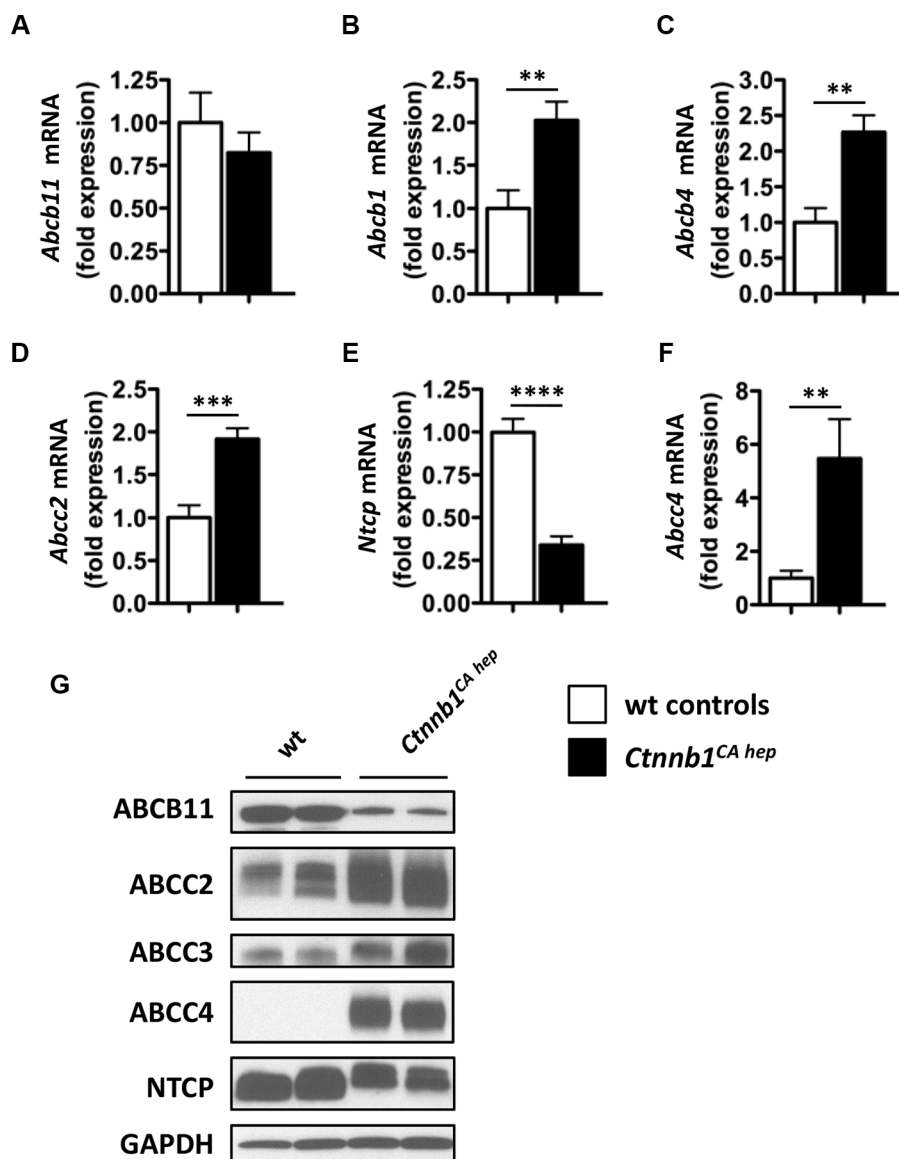 A
Abcb11 mRNA
(fold expression)
1.25
1.00
0.75
0.50
0.25
0.00
B
Abcb1 mRNA
(fold expression)
2.5
2.0
1.5
1.0
0.5
0.0
**
C
Abcb4 mRNA
(fold expression)
3.0
2.5
2.0
1.5
1.0
0.5
0.0
**
D
Abcc2 mRNA
(fold expression)
2.5
2.0
1.5
1.0
0.5
0.0
***
E
Ntcp mRNA
(fold expression)
1.25
1.00
0.75
0.50
0.25
0.00
****
F
Abcc4 mRNA
(fold expression)
8
6
4
2
0
**
G
wt
Ctnnb1CA hep
wt controls
Ctnnb1CA hep
ABCB11
ABCC2
ABCC3
ABCC4
NTCP
GAPDH